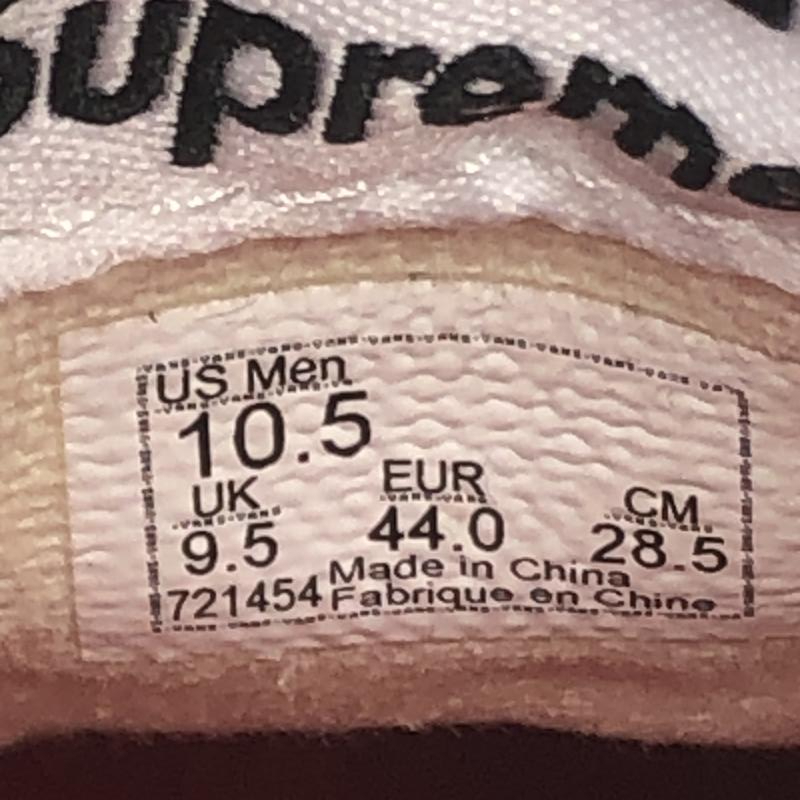 Supreme
US Men
10.5
UK EUR CM
9.5 44.0 28.5
721454 Made in China
Fabrique en Chine